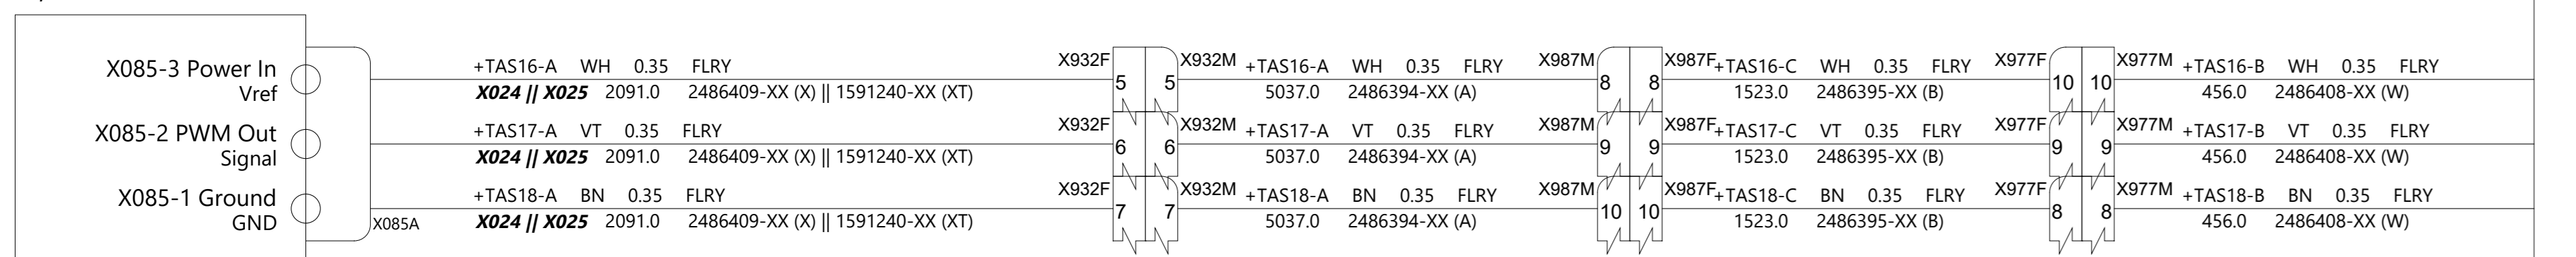 X085-3 Power In
Vref
+TAS16-A WH 0.35 FLRY
X024 || X025 2091.0 2486409-XX (X) || 1591240-XX (XT)
X932F 5 5 X932M
+TAS16-A WH 0.35 FLRY
5037.0 2486394-XX (A)
X987M 8 8 X987F
+TAS16-C WH 0.35 FLRY
1523.0 2486395-XX (B)
X977F 10 10 X977M
+TAS16-B WH 0.35 FLRY
456.0 2486408-XX (W)
X085-2 PWM Out
Signal
+TAS17-A VT 0.35 FLRY
X024 || X025 2091.0 2486409-XX (X) || 1591240-XX (XT)
X932F 6 6 X932M
+TAS17-A VT 0.35 FLRY
5037.0 2486394-XX (A)
X987M 9 9 X987F
+TAS17-C VT 0.35 FLRY
1523.0 2486395-XX (B)
X977F 9 9 X977M
+TAS17-B VT 0.35 FLRY
456.0 2486408-XX (W)
X085-1 Ground
GND
X085A
+TAS18-A BN 0.35 FLRY
X024 || X025 2091.0 2486409-XX (X) || 1591240-XX (XT)
X932F 7 7 X932M
+TAS18-A BN 0.35 FLRY
5037.0 2486394-XX (A)
X987M 10 10 X987F
+TAS18-C BN 0.35 FLRY
1523.0 2486395-XX (B)
X977F 8 8 X977M
+TAS18-B BN 0.35 FLRY
456.0 2486408-XX (W)